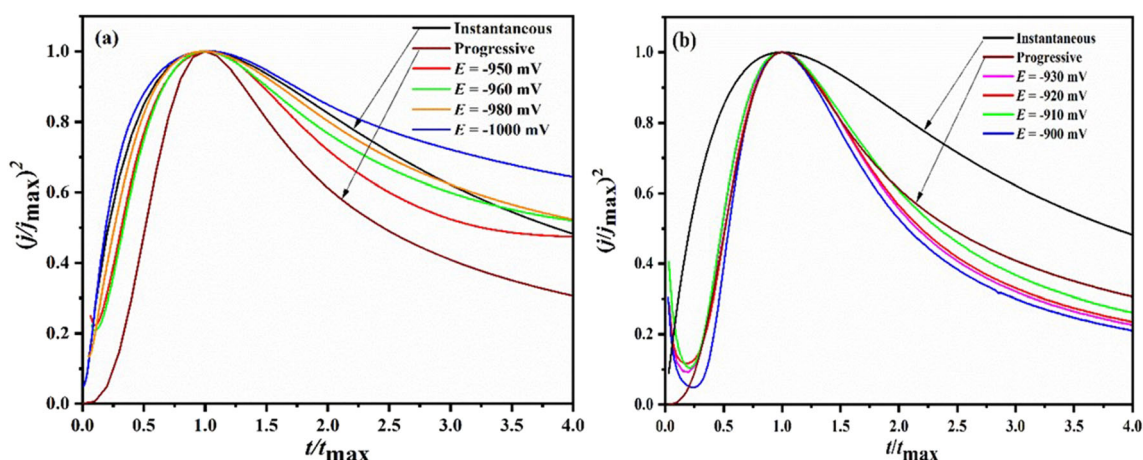 (a)
Instantaneous
Progressive
E = -950 mV
E = -960 mV
E = -980 mV
E = -1000 mV
1.0
0.8
0.6
0.4
0.2
0.0
(j/jmax)2
0.0 0.5 1.0 1.5 2.0 2.5 3.0 3.5 4.0
t/tmax
(b)
Instantaneous
Progressive
E = -930 mV
E = -920 mV
E = -910 mV
E = -900 mV
1.0
0.8
0.6
0.4
0.2
0.0
(j/jmax)2
0.0 0.5 1.0 1.5 2.0 2.5 3.0 3.5 4.0
t/tmax